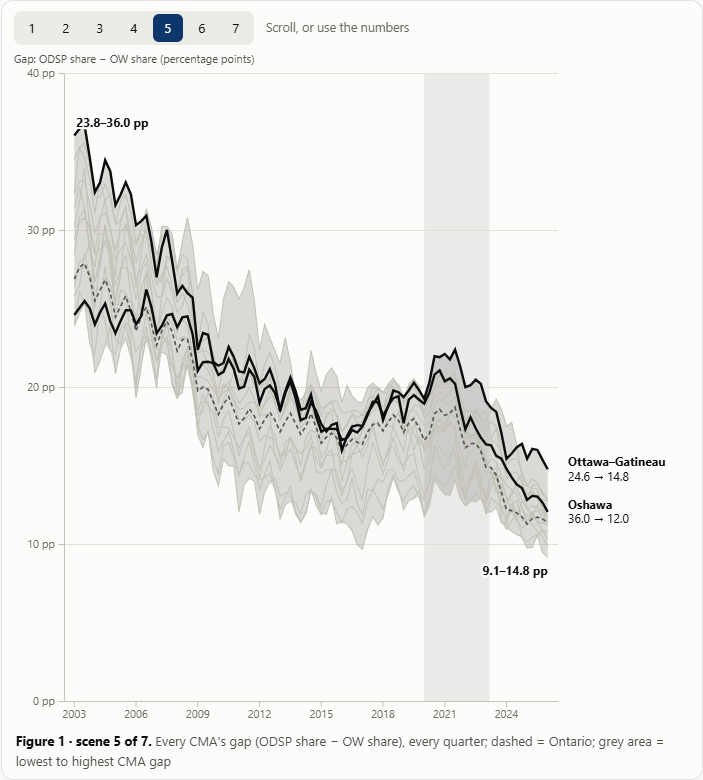 1 2 3 4 5 6 7 Scroll, or use the numbers
Gap: ODSP share − OW share (percentage points)
40 pp
23.8–36.0 pp
30 pp
20 pp
Ottawa–Gatineau
24.6 → 14.8
Oshawa
36.0 → 12.0
10 pp
9.1–14.8 pp
0 pp
2003 2006 2009 2012 2015 2018 2021 2024
Figure 1 · scene 5 of 7. Every CMA's gap (ODSP share − OW share), every quarter; dashed = Ontario; grey area =
lowest to highest CMA gap